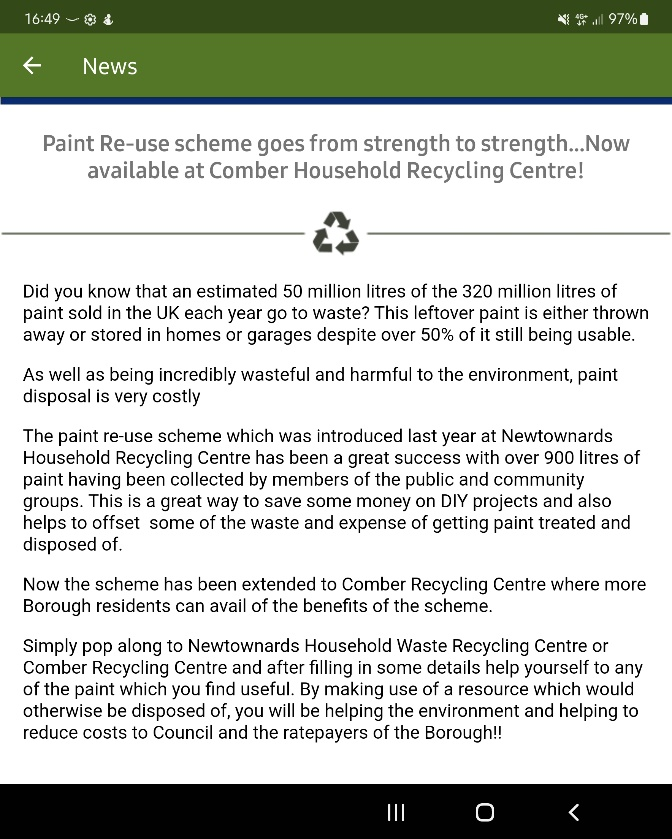 16:49
4G+
97%
News
Paint Re-use scheme goes from strength to strength...Now
available at Comber Household Recycling Centre!
Did you know that an estimated 50 million litres of the 320 million litres of
paint sold in the UK each year go to waste? This leftover paint is either thrown
away or stored in homes or garages despite over 50% of it still being usable.
As well as being incredibly wasteful and harmful to the environment, paint
disposal is very costly
The paint re-use scheme which was introduced last year at Newtownards
Household Recycling Centre has been a great success with over 900 litres of
paint having been collected by members of the public and community
groups. This is a great way to save some money on DIY projects and also
helps to offset  some of the waste and expense of getting paint treated and
disposed of.
Now the scheme has been extended to Comber Recycling Centre where more
Borough residents can avail of the benefits of the scheme.
Simply pop along to Newtownards Household Waste Recycling Centre or
Comber Recycling Centre and after filling in some details help yourself to any
of the paint which you find useful. By making use of a resource which would
otherwise be disposed of, you will be helping the environment and helping to
reduce costs to Council and the ratepayers of the Borough!!